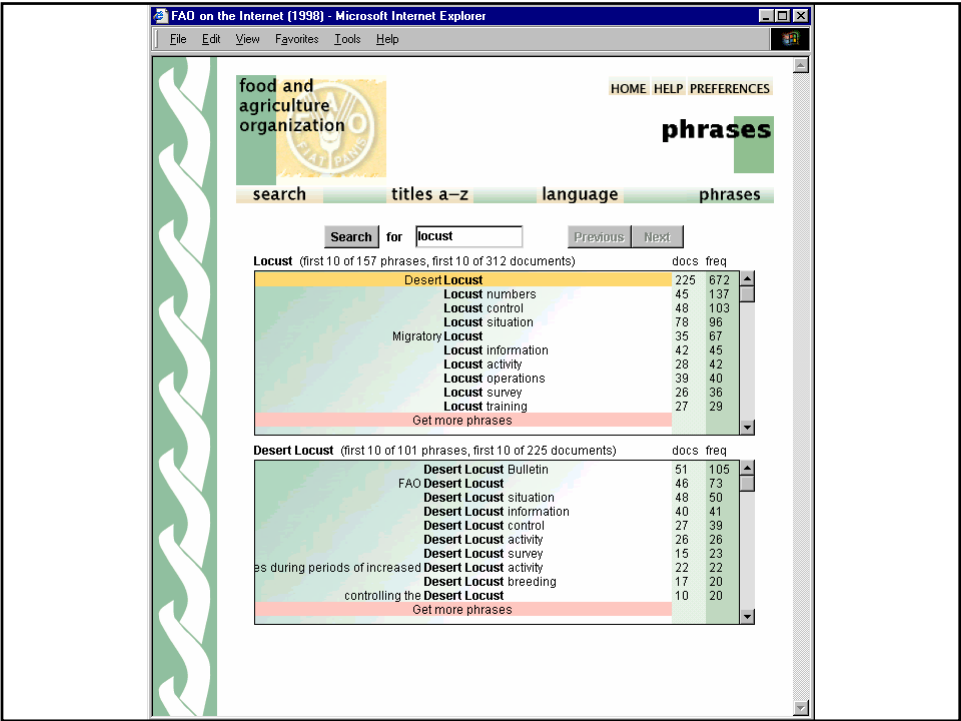 FAO on the Internet (1998) - Microsoft Internet Explorer
File Edit View Favorites Tools Help
food and
agriculture
organization
FAO
FIAT PANIS
HOME HELP PREFERENCES
phrases
search titles a–z language phrases
Search for locust Previous Next
Locust (first 10 of 157 phrases, first 10 of 312 documents) docs freq
Desert Locust 225 672
Locust numbers 45 137
Locust control 48 103
Locust situation 78 96
Migratory Locust 35 67
Locust information 42 45
Locust activity 28 42
Locust operations 39 40
Locust survey 26 36
Locust training 27 29
Get more phrases
Desert Locust (first 10 of 101 phrases, first 10 of 225 documents) docs freq
Desert Locust Bulletin 51 105
FAO Desert Locust 46 73
Desert Locust situation 48 50
Desert Locust information 40 41
Desert Locust control 27 39
Desert Locust activity 26 26
Desert Locust survey 15 23
es during periods of increased Desert Locust activity 22 22
Desert Locust breeding 17 20
controlling the Desert Locust 10 20
Get more phrases